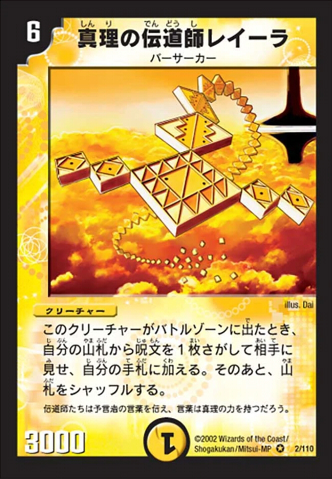 6
真理の伝道師レイーラ
しんり でんどうし
バーサーカー
illus. Dai
クリーチャー
このクリーチャーがバトルゾーンに出たとき、
自分の山札から呪文を1枚さがして相手に
見せ、自分の手札に加える。そのあと、山
札をシャッフルする。
伝道師たちは予言者の言葉を伝え、言葉は真理の力を持つだろう。
3000
©2002 Wizards of the Coast/
Shogakukan/Mitsui-MP ✪ 2/110